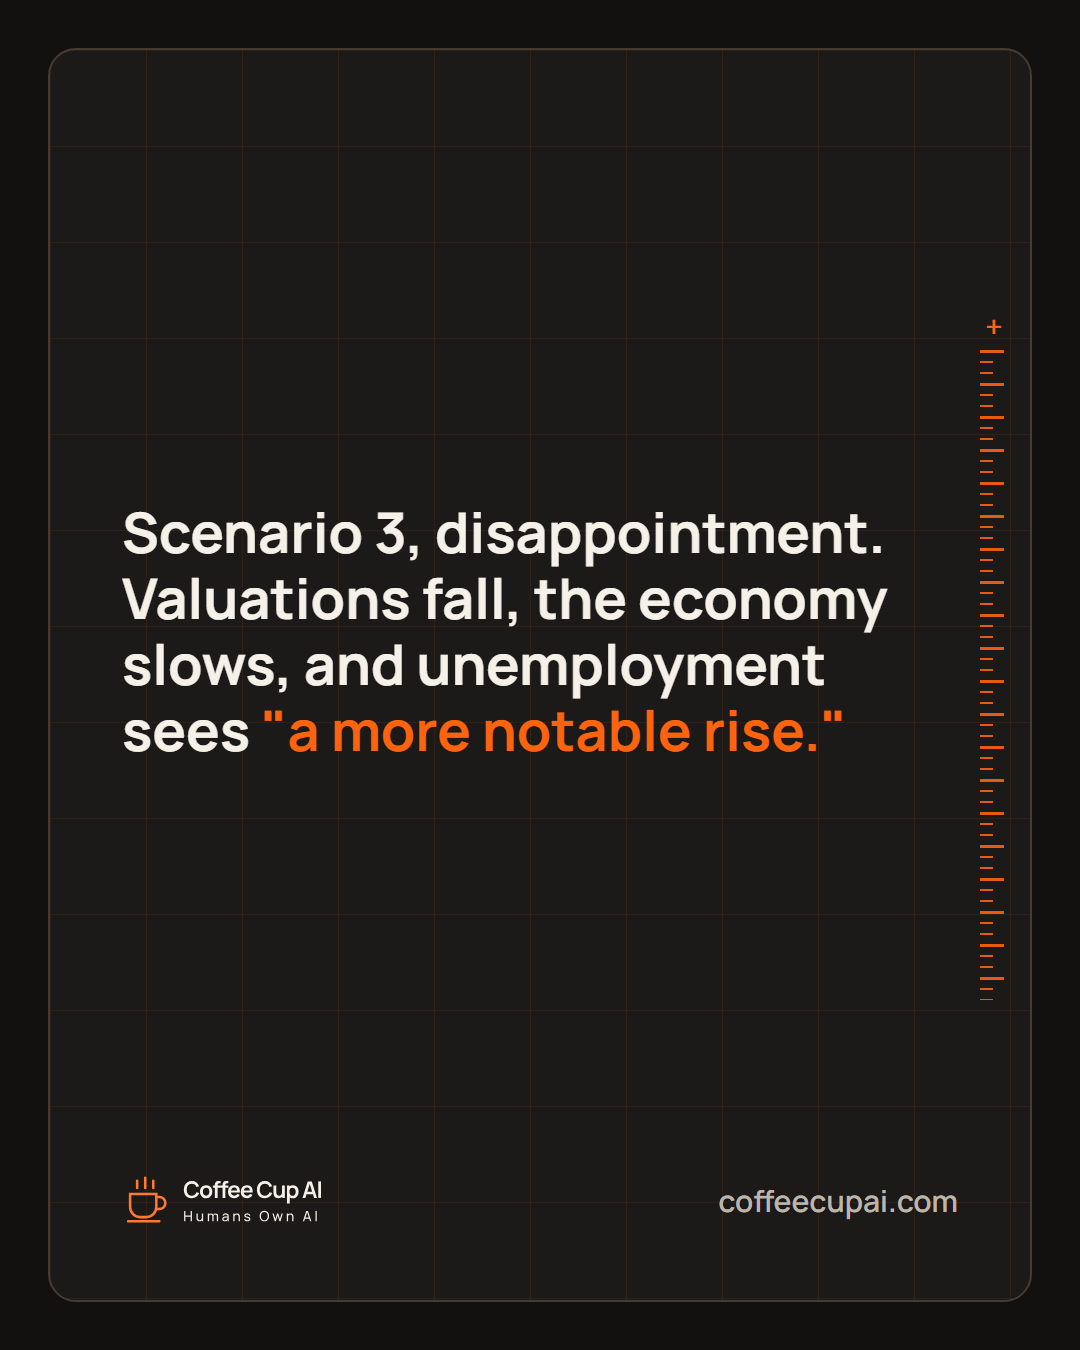 +
Scenario 3, disappointment.
Valuations fall, the economy
slows, and unemployment
sees "a more notable rise."
Coffee Cup AI
Humans Own AI
coffeecupai.com